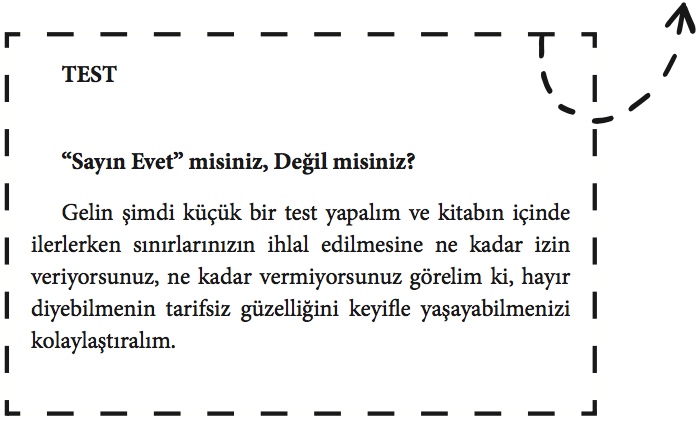 TEST
“Sayın Evet” misiniz, Değil misiniz?
Gelin şimdi küçük bir test yapalım ve kitabın içinde
ilerlerken sınırlarınızın ihlal edilmesine ne kadar izin
veriyorsunuz, ne kadar vermiyorsunuz görelim ki, hayır
diyebilmenin tarifsiz güzelliğini keyifle yaşayabilmenizi
kolaylaştıralım.